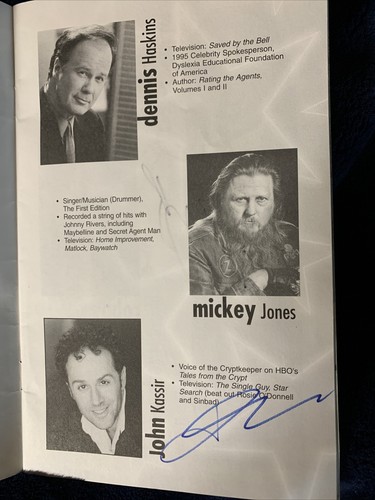 dennis Haskins
• Television: Saved by the Bell
• 1995 Celebrity Spokesperson,
Dyslexia Educational Foundation
of America
• Author: Rating the Agents,
Volumes I and II
• Singer/Musician (Drummer),
The First Edition
• Recorded a string of hits with
Johnny Rivers, including
Maybelline and Secret Agent Man
• Television: Home Improvement,
Matlock, Baywatch
mickey Jones
John Kassir
• Voice of the Cryptkeeper on HBO's
Tales from the Crypt
• Television: The Single Guy, Star
Search (beat out Rosie O'Donnell
and Sinbad)